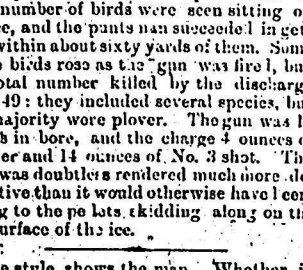 number of birds were seen sitting o
ce, and the punts had succeeded in get
within about sixty yards of them. Som
e birds rose as the gun was fired, bu
otal number killed by the discharg
49: they included several species, bu
majority were plover. The gun was 1
s in bore, and the charge 4 ounces o
er and 14 ounces of No. 3 shot. Th
was doubtless rendered much more de
tive than it would otherwise have been
g to the pellets skidding along on th
urface of the ice.
e style shows the man. Whether